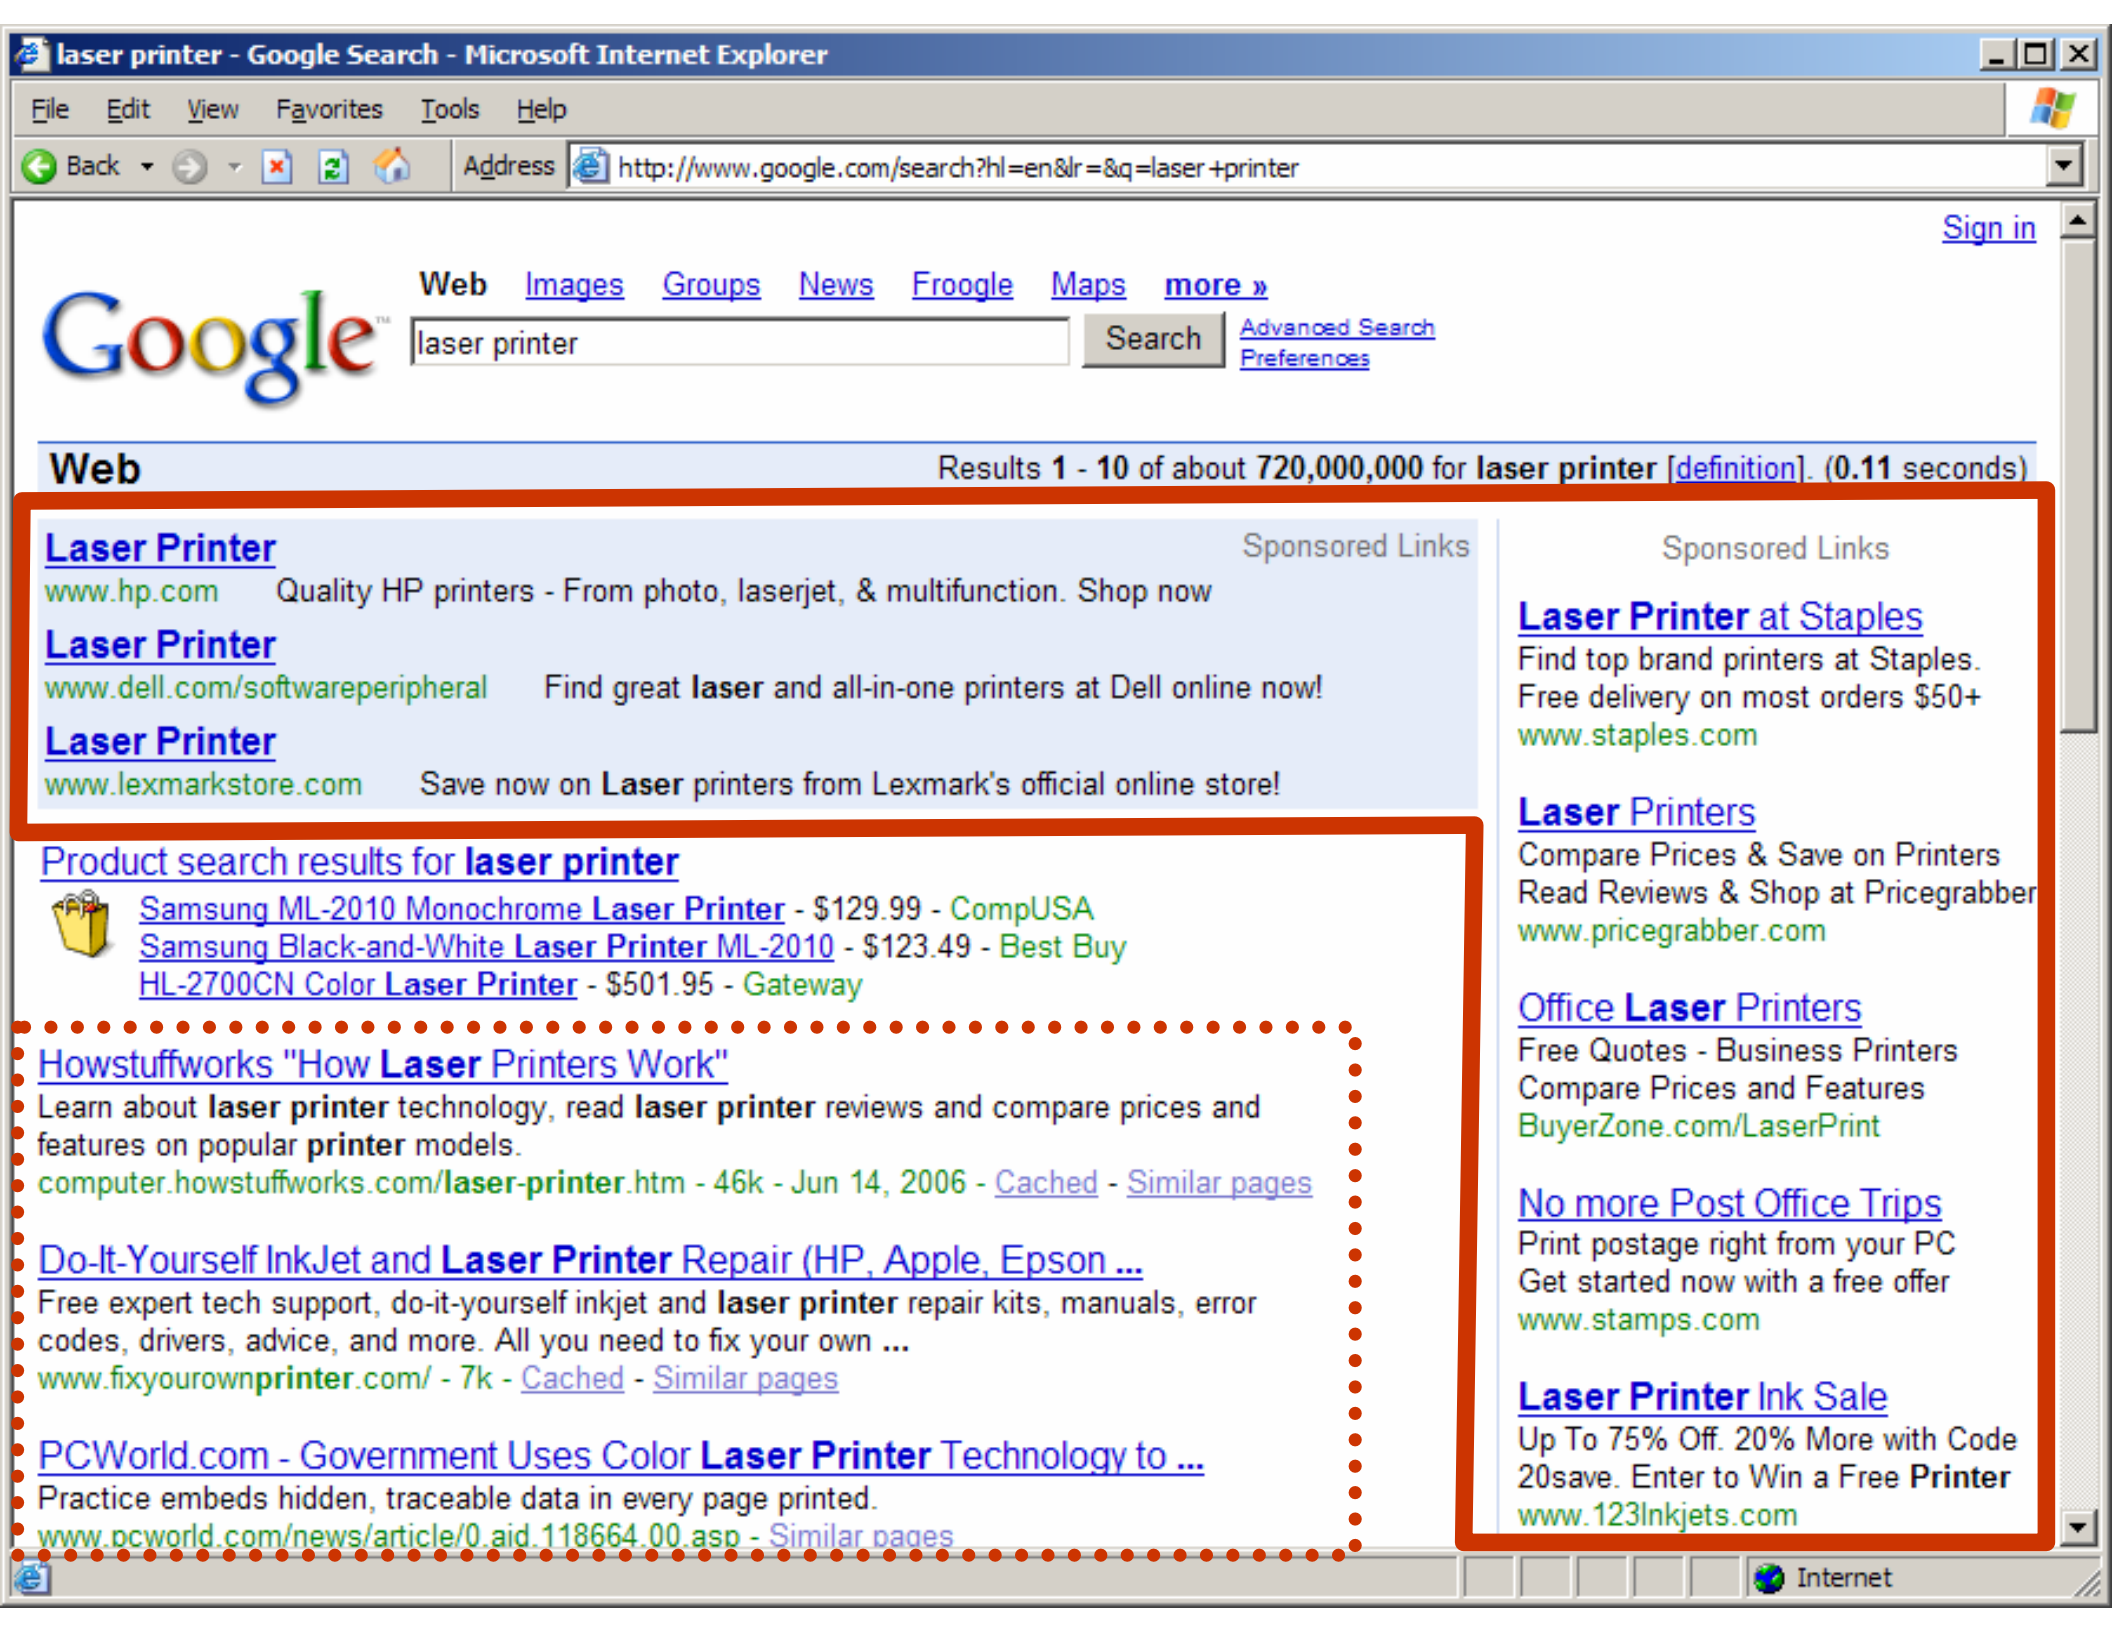 laser printer - Google Search - Microsoft Internet Explorer
File Edit View Favorites Tools Help
Back Address http://www.google.com/search?hl=en&lr=&q=laser+printer
Sign in
Web Images Groups News Froogle Maps more »
Google™
laser printer Search Advanced Search
Preferences
Web Results 1 - 10 of about 720,000,000 for laser printer [definition]. (0.11 seconds)
Laser Printer Sponsored Links
www.hp.com Quality HP printers - From photo, laserjet, & multifunction. Shop now
Laser Printer
www.dell.com/softwareperipheral Find great laser and all-in-one printers at Dell online now!
Laser Printer
www.lexmarkstore.com Save now on Laser printers from Lexmark's official online store!
Product search results for laser printer
Samsung ML-2010 Monochrome Laser Printer - $129.99 - CompUSA
Samsung Black-and-White Laser Printer ML-2010 - $123.49 - Best Buy
HL-2700CN Color Laser Printer - $501.95 - Gateway
Howstuffworks "How Laser Printers Work"
Learn about laser printer technology, read laser printer reviews and compare prices and
features on popular printer models.
computer.howstuffworks.com/laser-printer.htm - 46k - Jun 14, 2006 - Cached - Similar pages
Do-It-Yourself InkJet and Laser Printer Repair (HP, Apple, Epson ...
Free expert tech support, do-it-yourself inkjet and laser printer repair kits, manuals, error
codes, drivers, advice, and more. All you need to fix your own ...
www.fixyourownprinter.com/ - 7k - Cached - Similar pages
PCWorld.com - Government Uses Color Laser Printer Technology to ...
Practice embeds hidden, traceable data in every page printed.
www.pcworld.com/news/article/0,aid,118664,00.asp - Similar pages
Sponsored Links
Laser Printer at Staples
Find top brand printers at Staples.
Free delivery on most orders $50+
www.staples.com
Laser Printers
Compare Prices & Save on Printers
Read Reviews & Shop at Pricegrabber
www.pricegrabber.com
Office Laser Printers
Free Quotes - Business Printers
Compare Prices and Features
BuyerZone.com/LaserPrint
No more Post Office Trips
Print postage right from your PC
Get started now with a free offer
www.stamps.com
Laser Printer Ink Sale
Up To 75% Off. 20% More with Code
20save. Enter to Win a Free Printer
www.123Inkjets.com
Internet